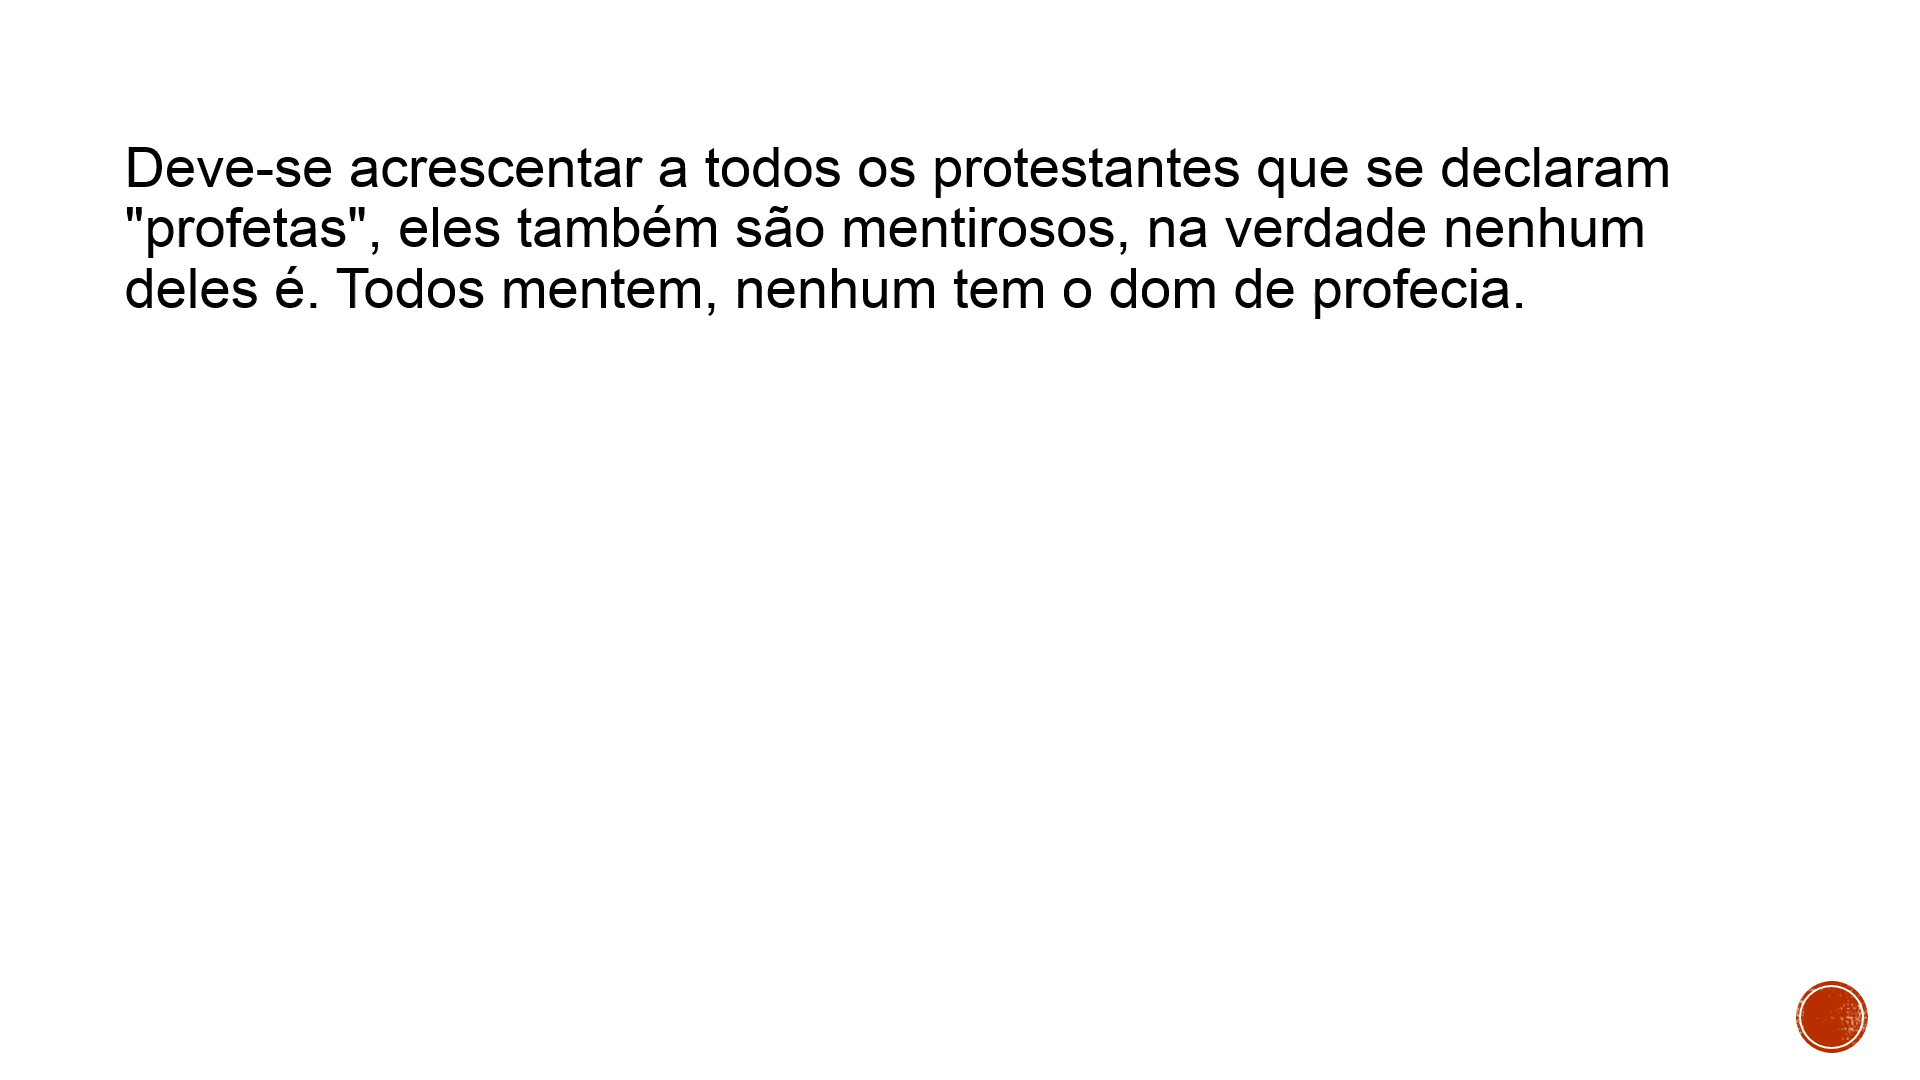 Deve-se acrescentar a todos os protestantes que se declaram
"profetas", eles também são mentirosos, na verdade nenhum
deles é. Todos mentem, nenhum tem o dom de profecia.